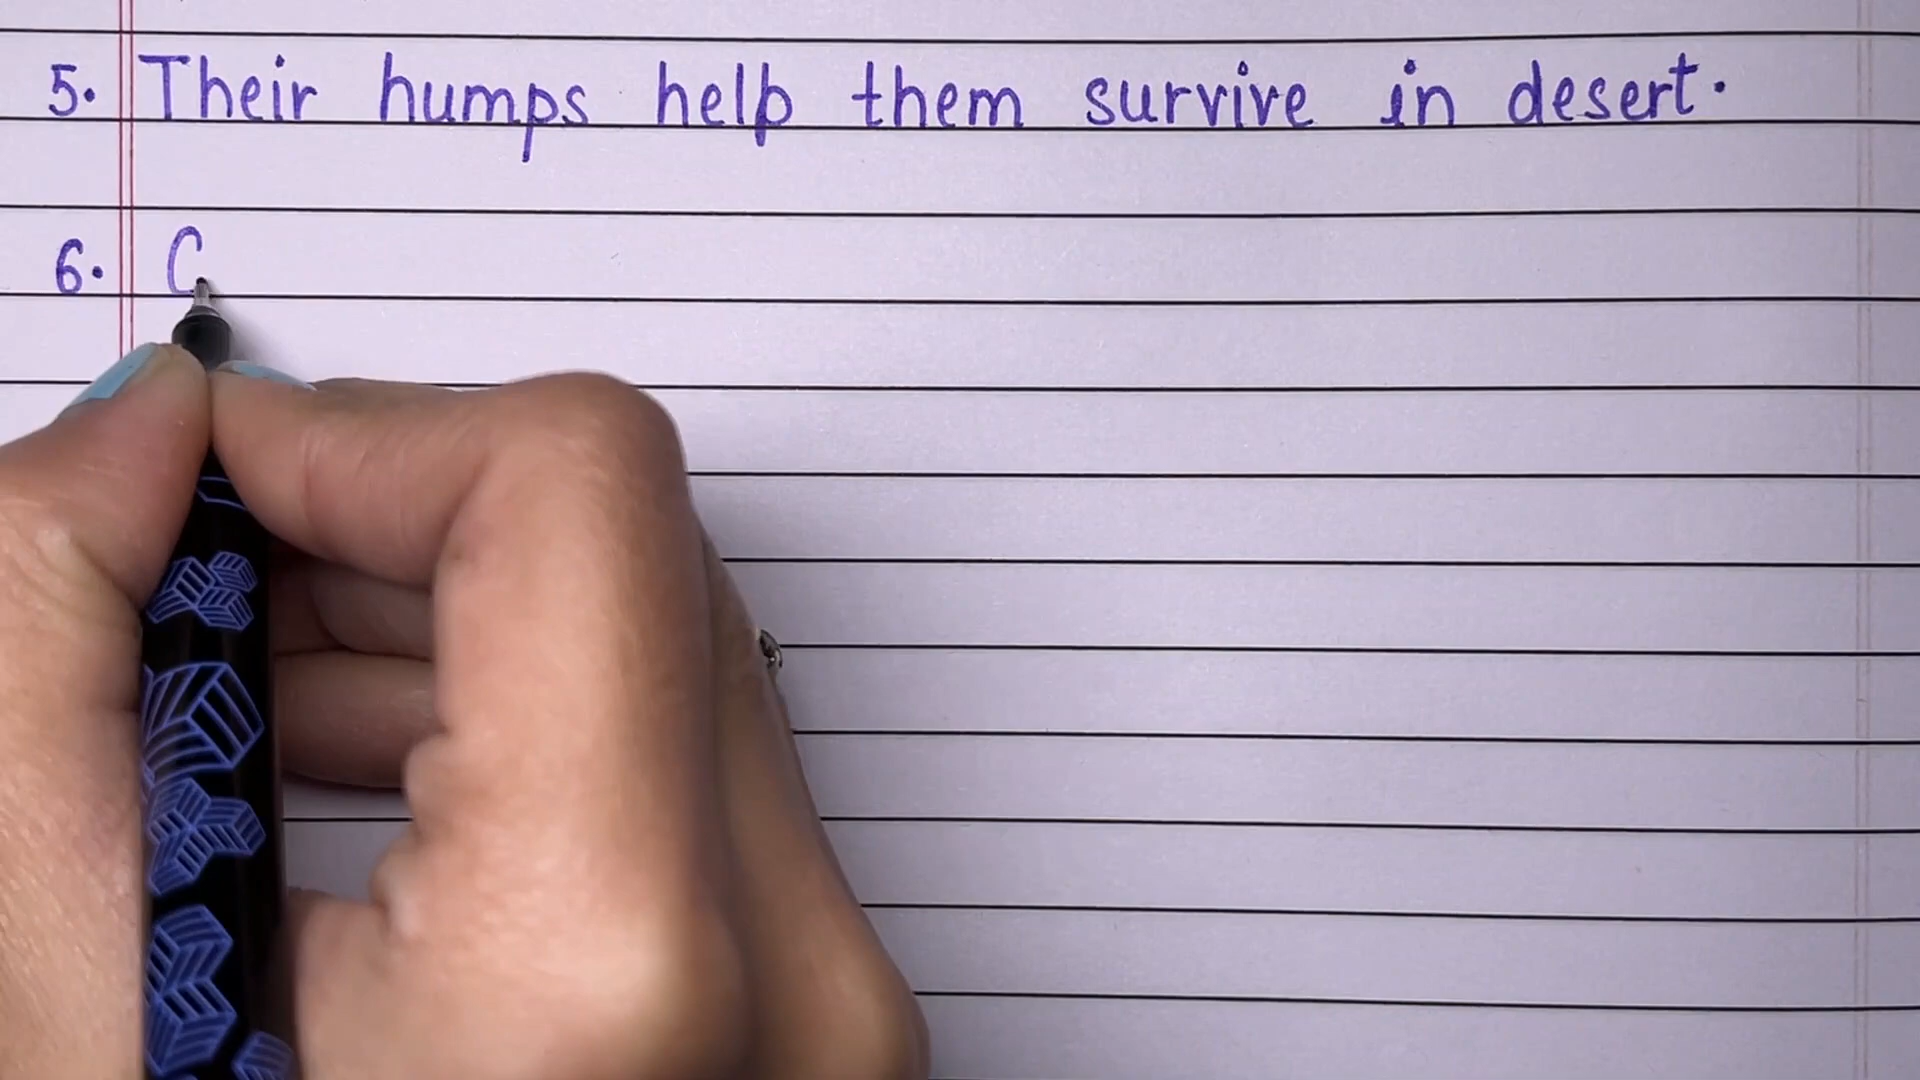 5. Their humps help them survive in desert.
6. C